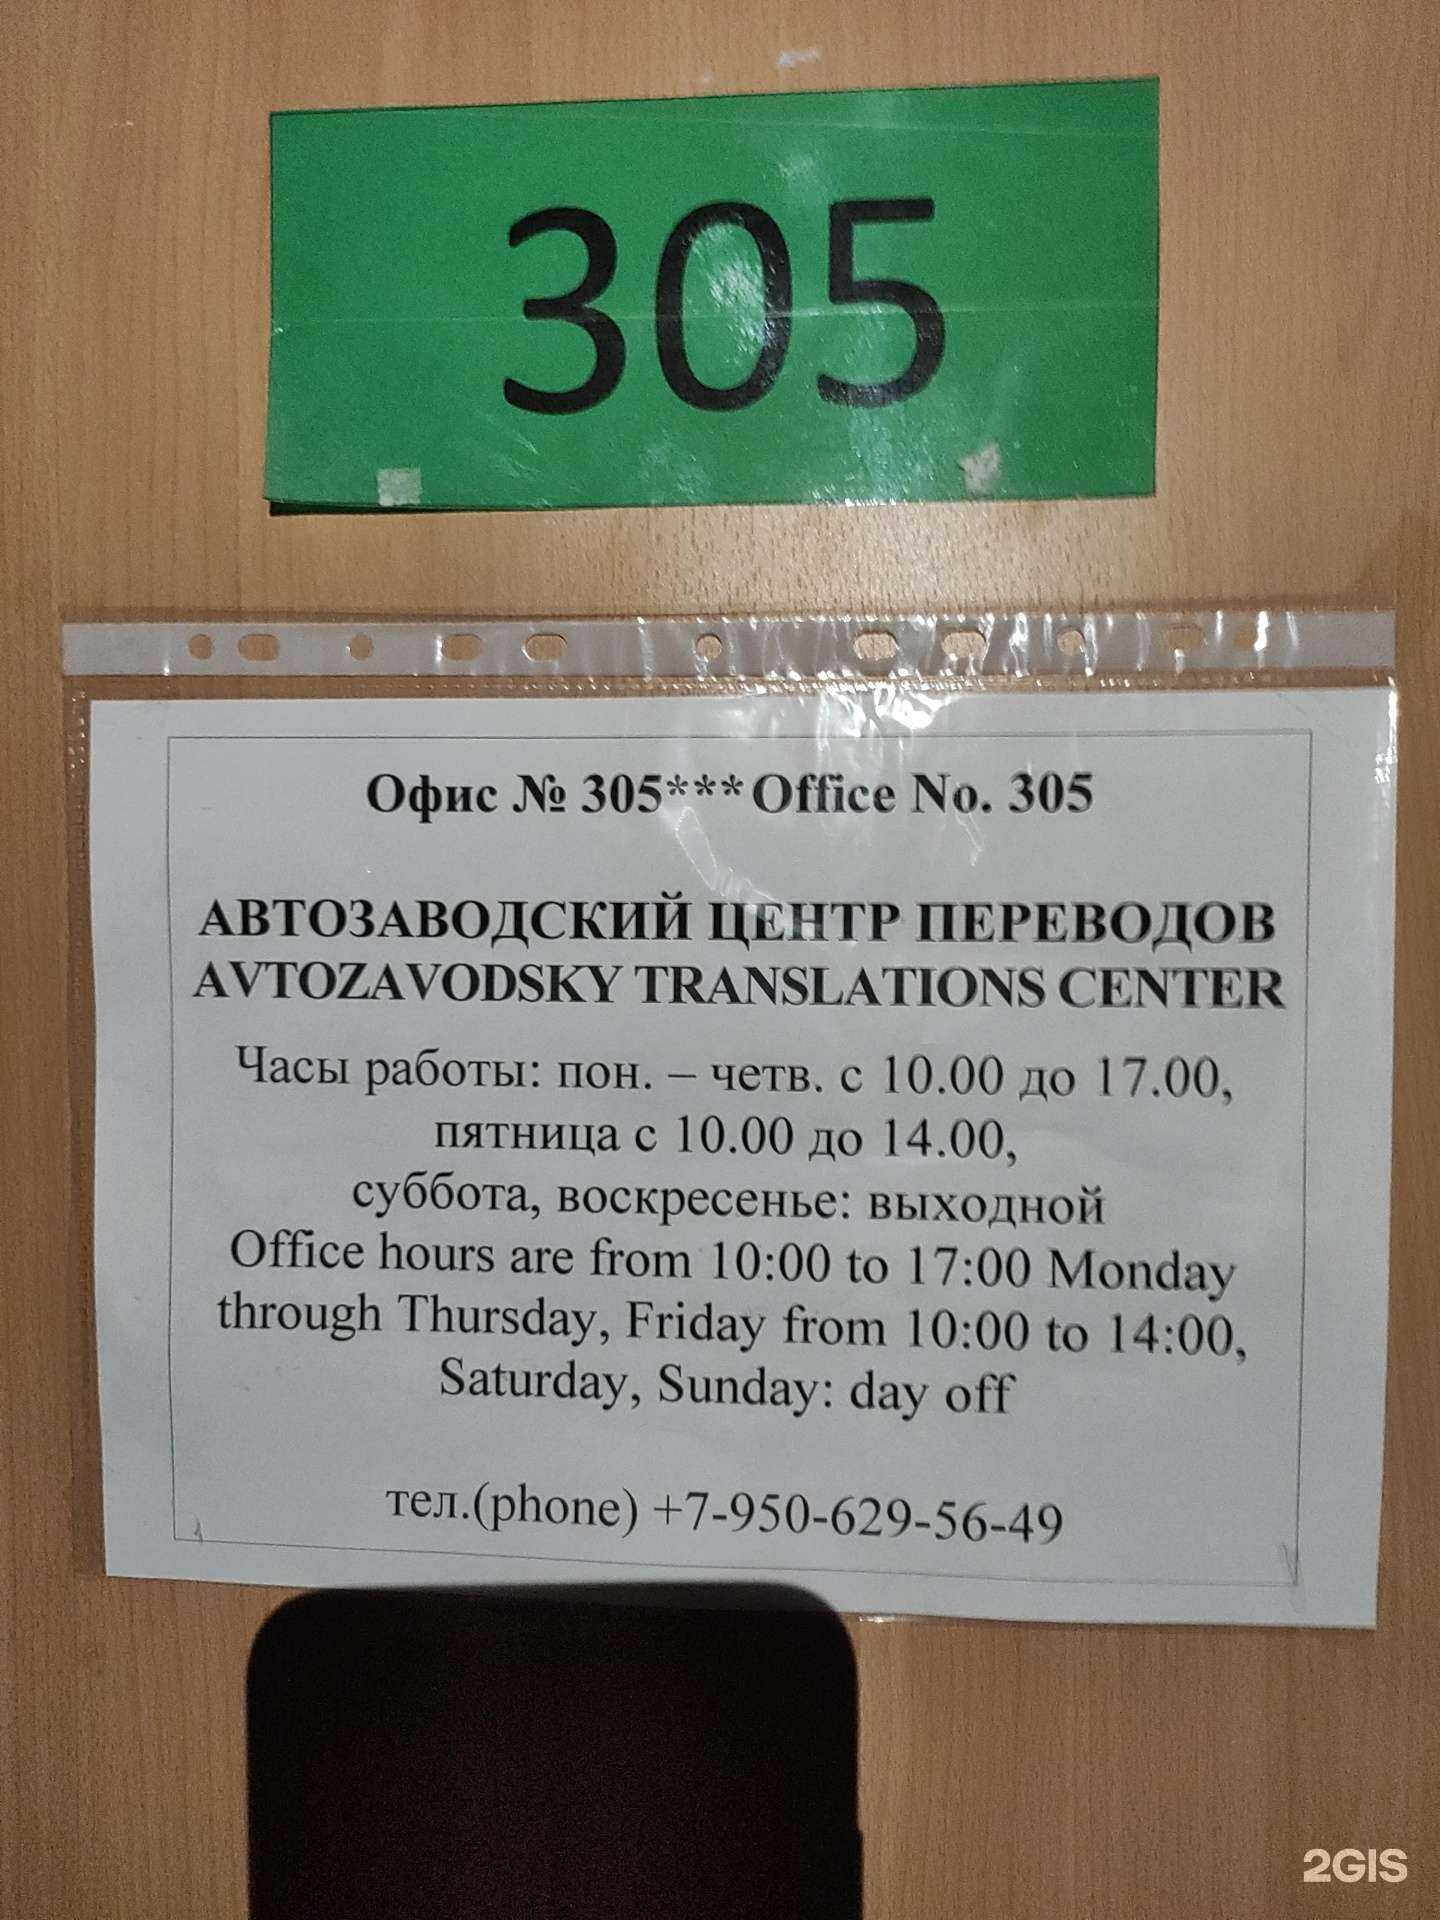 305
Офис № 305***Office No. 305
АВТОЗАВОДСКИЙ ЦЕНТР ПЕРЕВОДОВ
AVTOZAVODSKY TRANSLATIONS CENTER
Часы работы: пон. – четв. с 10.00 до 17.00,
пятница с 10.00 до 14.00,
суббота, воскресенье: выходной
Office hours are from 10:00 to 17:00 Monday
through Thursday, Friday from 10:00 to 14:00,
Saturday, Sunday: day off
тел.(phone) +7-950-629-56-49
2GIS